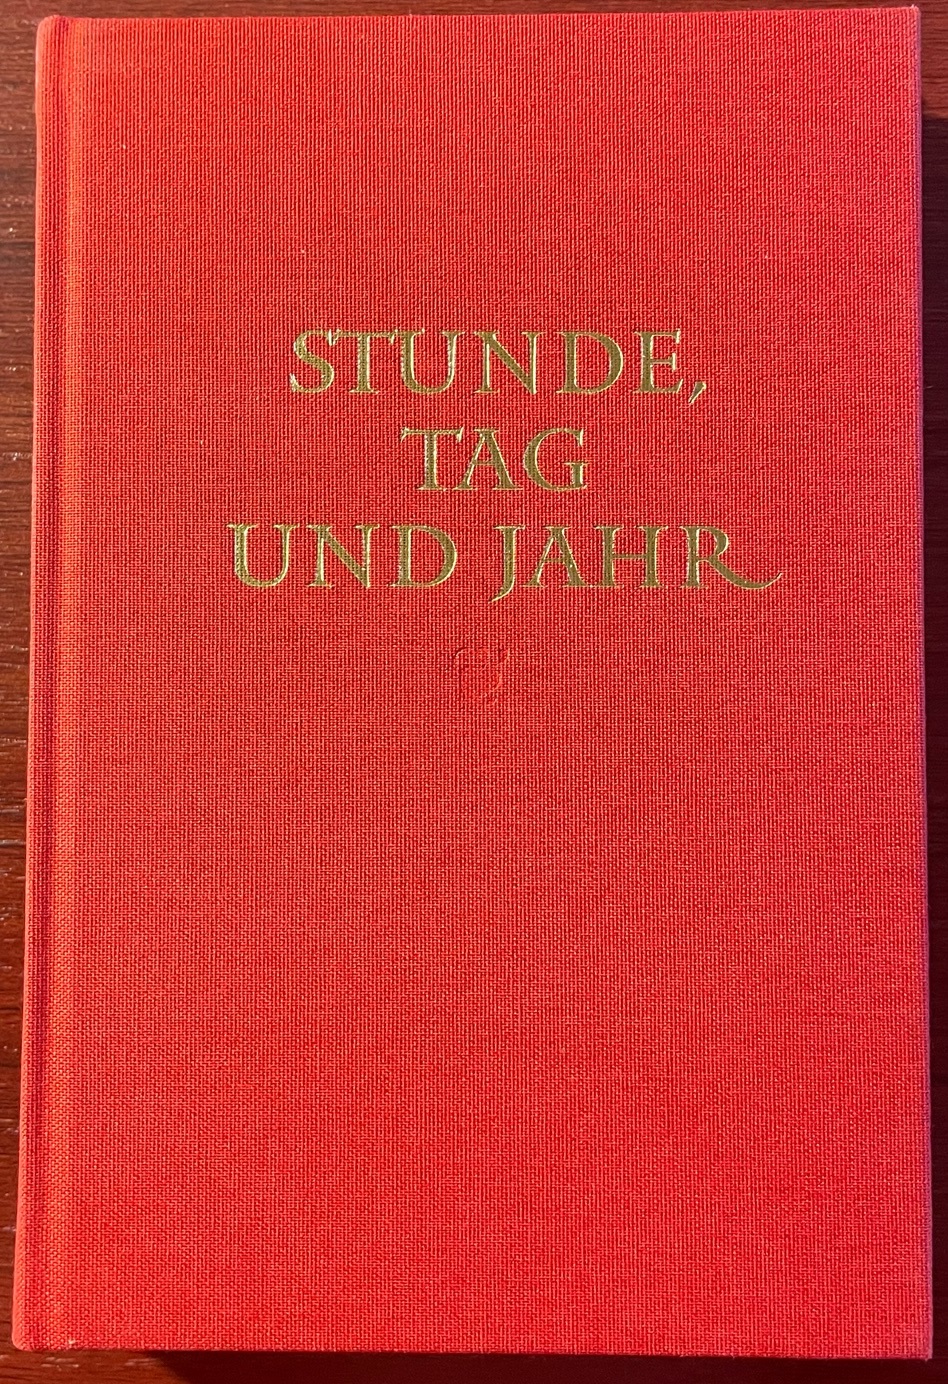 STUNDE,
TAG
UND JAHR